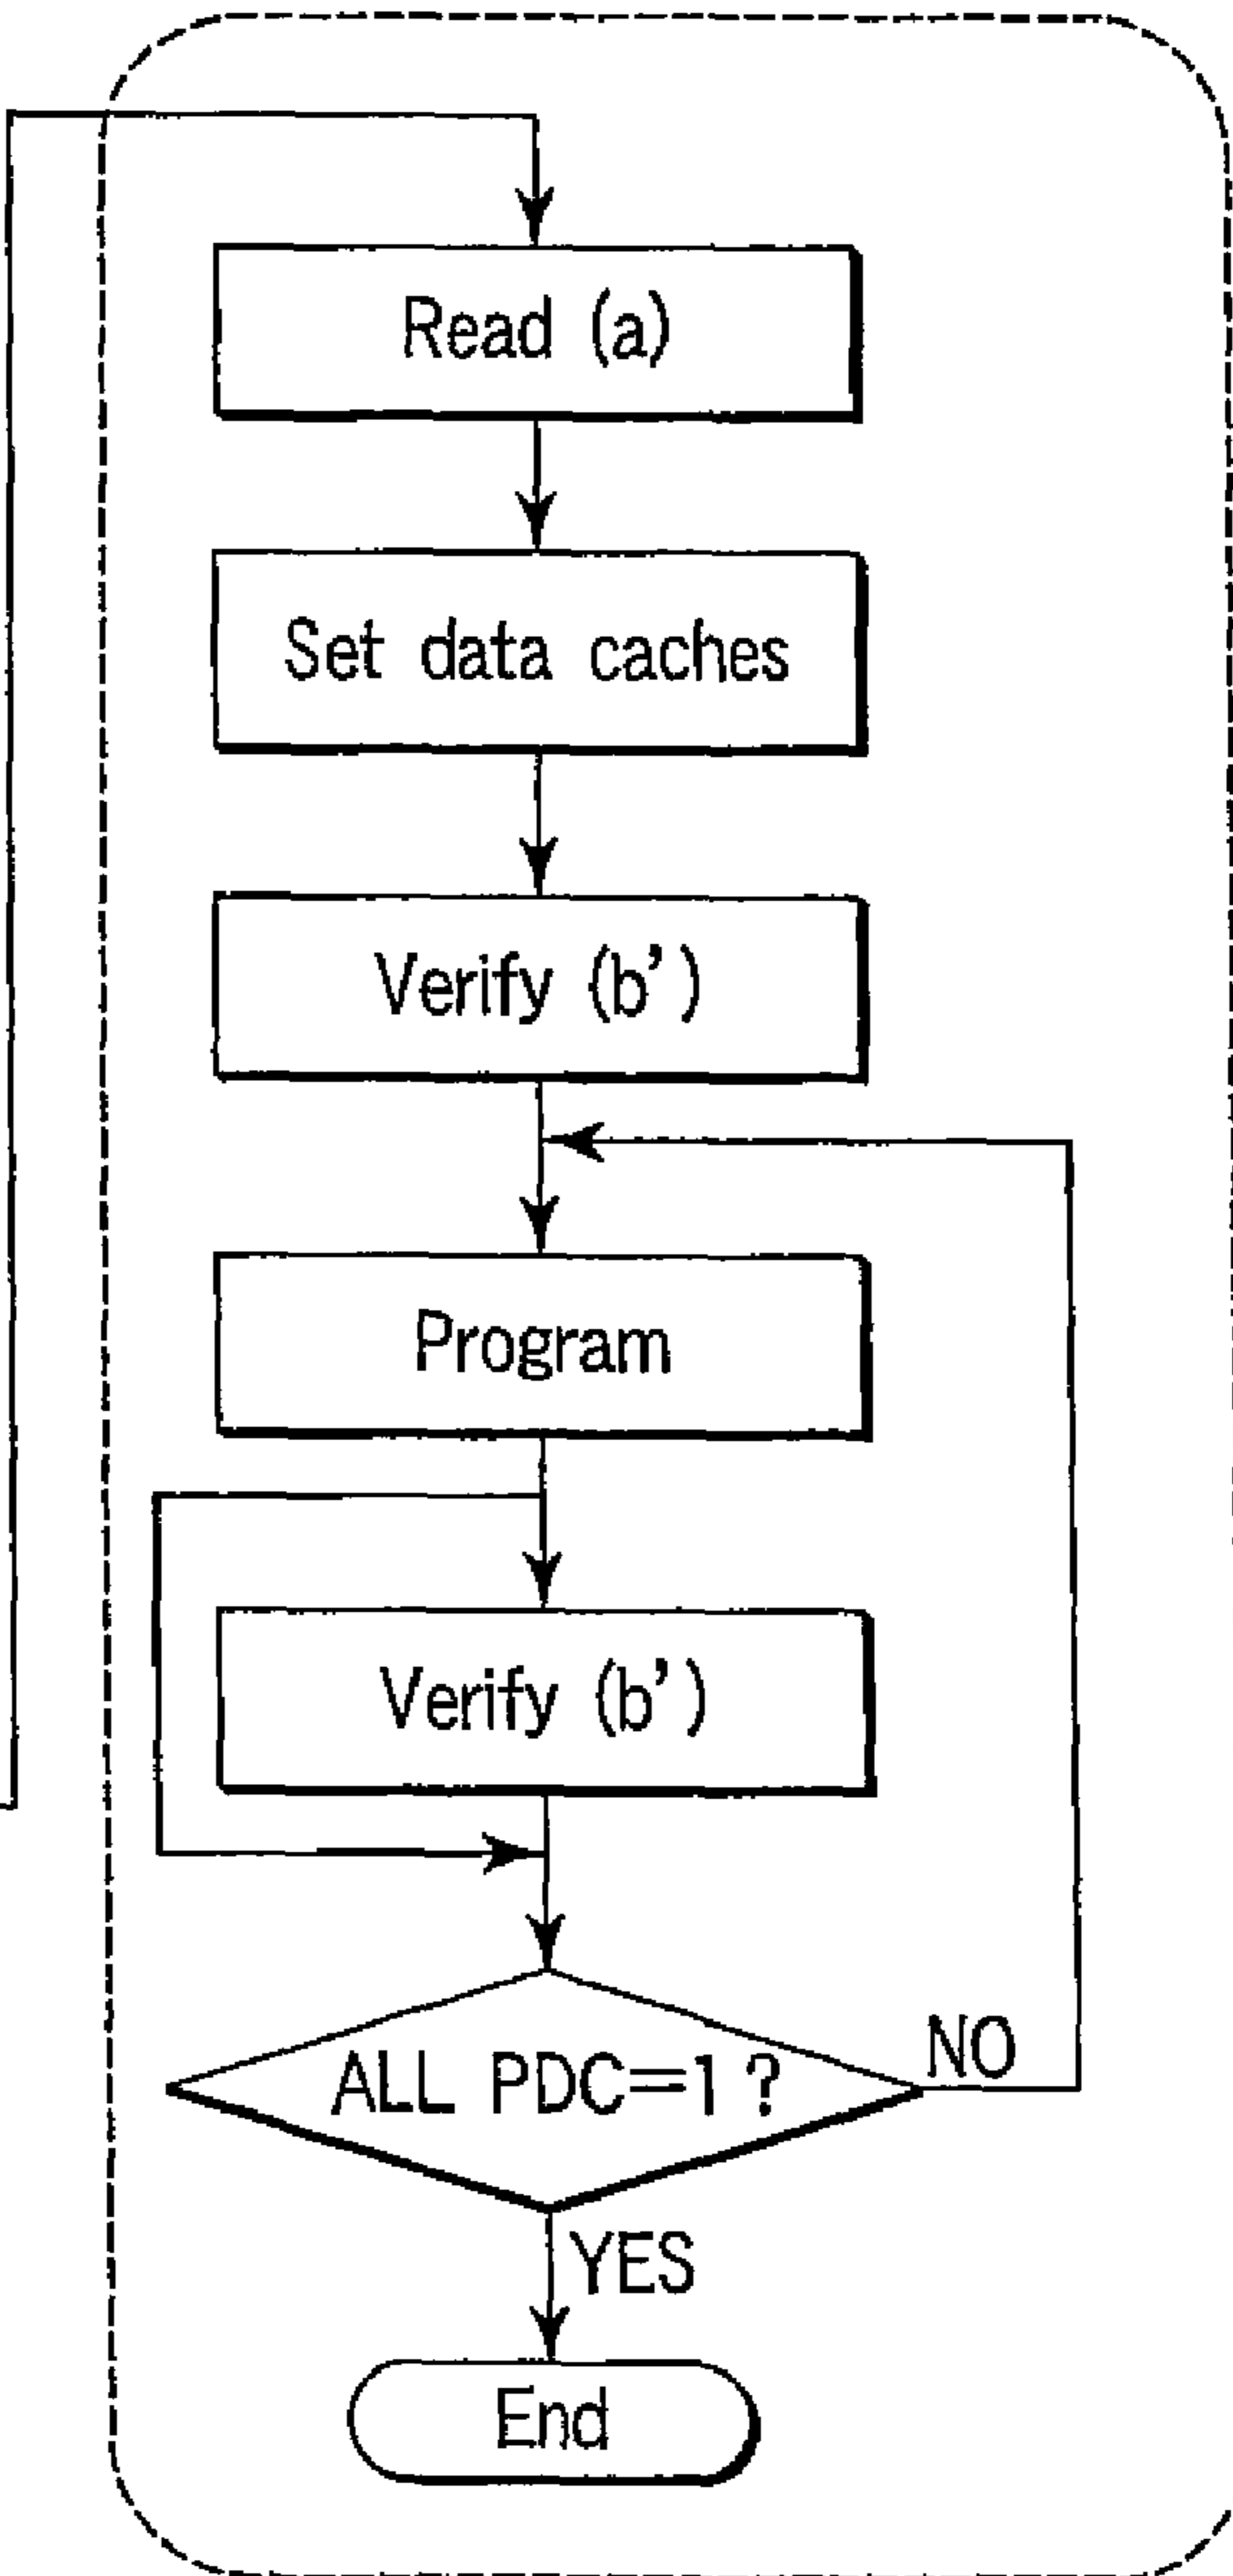 Read (a)
Set data caches
Verify (b’)
Program
Verify (b’)
ALL PDC=1 ?
NO
YES
End